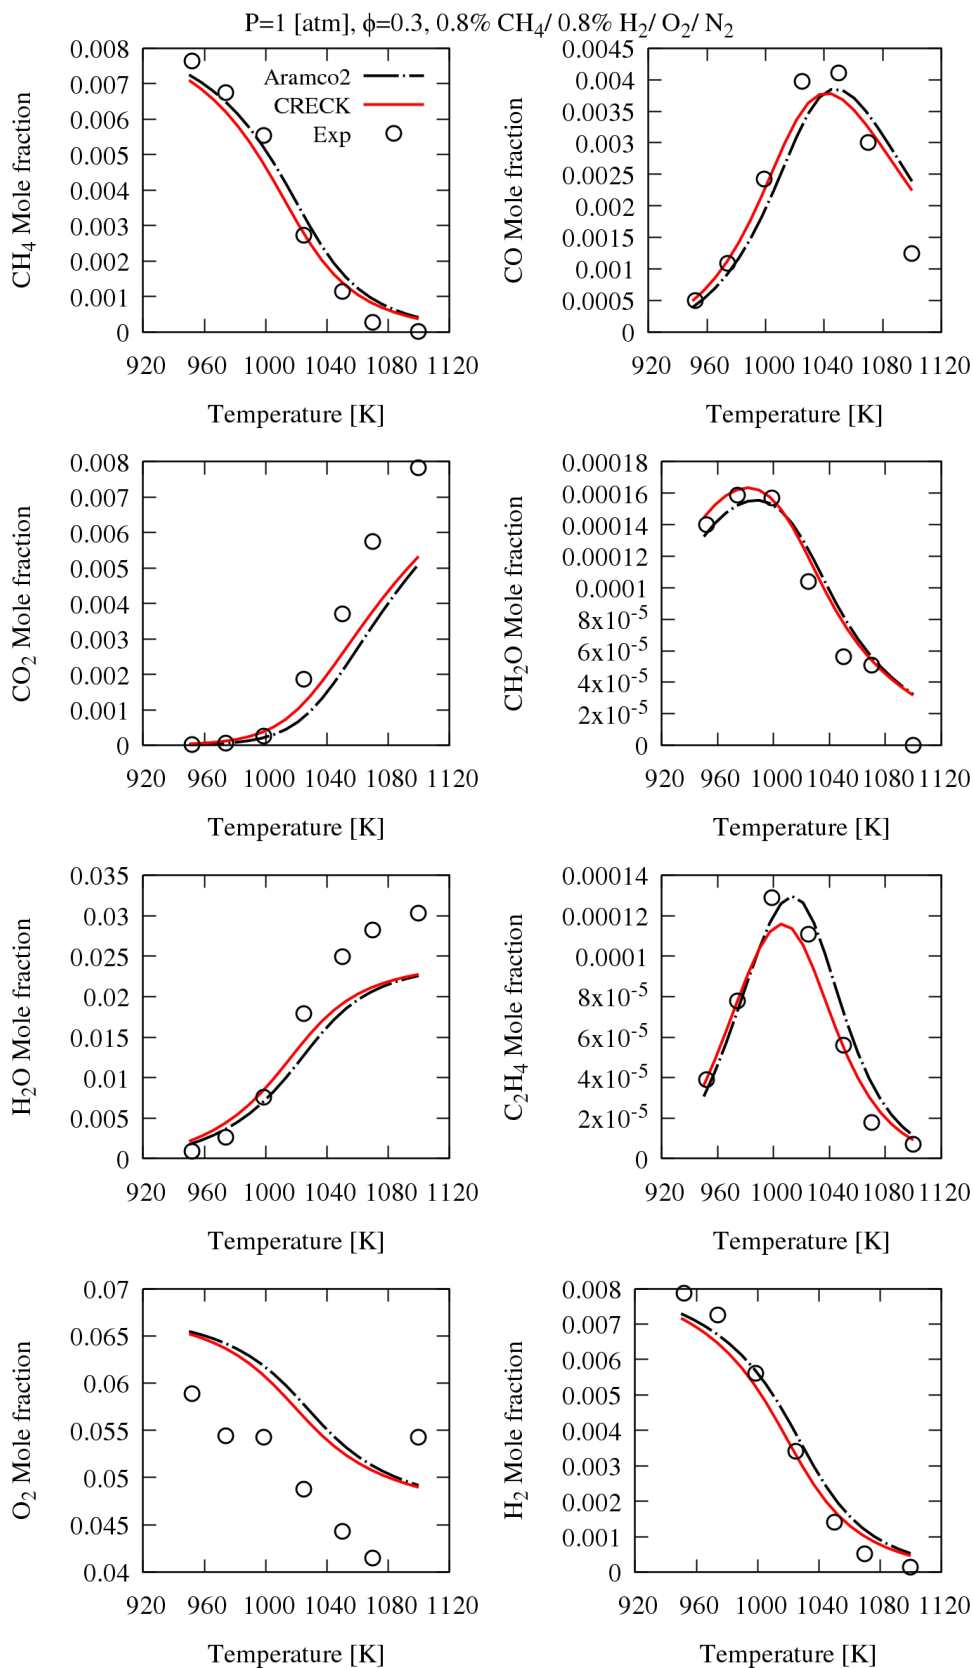 P=1 [atm], ϕ=0.3, 0.8% CH₄/ 0.8% H₂/ O₂/ N₂
0.008
0.007
0.006
0.005
0.004
0.003
0.002
0.001
0
920 960 1000 1040 1080 1120
CH₄ Mole fraction
Temperature [K]
Aramco2
CRECK
Exp
0.0045
0.004
0.0035
0.003
0.0025
0.002
0.0015
0.001
0.0005
0
920 960 1000 1040 1080 1120
CO Mole fraction
Temperature [K]
0.008
0.007
0.006
0.005
0.004
0.003
0.002
0.001
0
920 960 1000 1040 1080 1120
CO₂ Mole fraction
Temperature [K]
0.00018
0.00016
0.00014
0.00012
0.0001
8x10⁻⁵
6x10⁻⁵
4x10⁻⁵
2x10⁻⁵
0
920 960 1000 1040 1080 1120
CH₂O Mole fraction
Temperature [K]
0.035
0.03
0.025
0.02
0.015
0.01
0.005
0
920 960 1000 1040 1080 1120
H₂O Mole fraction
Temperature [K]
0.00014
0.00012
0.0001
8x10⁻⁵
6x10⁻⁵
4x10⁻⁵
2x10⁻⁵
0
920 960 1000 1040 1080 1120
C₂H₄ Mole fraction
Temperature [K]
0.07
0.065
0.06
0.055
0.05
0.045
0.04
920 960 1000 1040 1080 1120
O₂ Mole fraction
Temperature [K]
0.008
0.007
0.006
0.005
0.004
0.003
0.002
0.001
0
920 960 1000 1040 1080 1120
H₂ Mole fraction
Temperature [K]